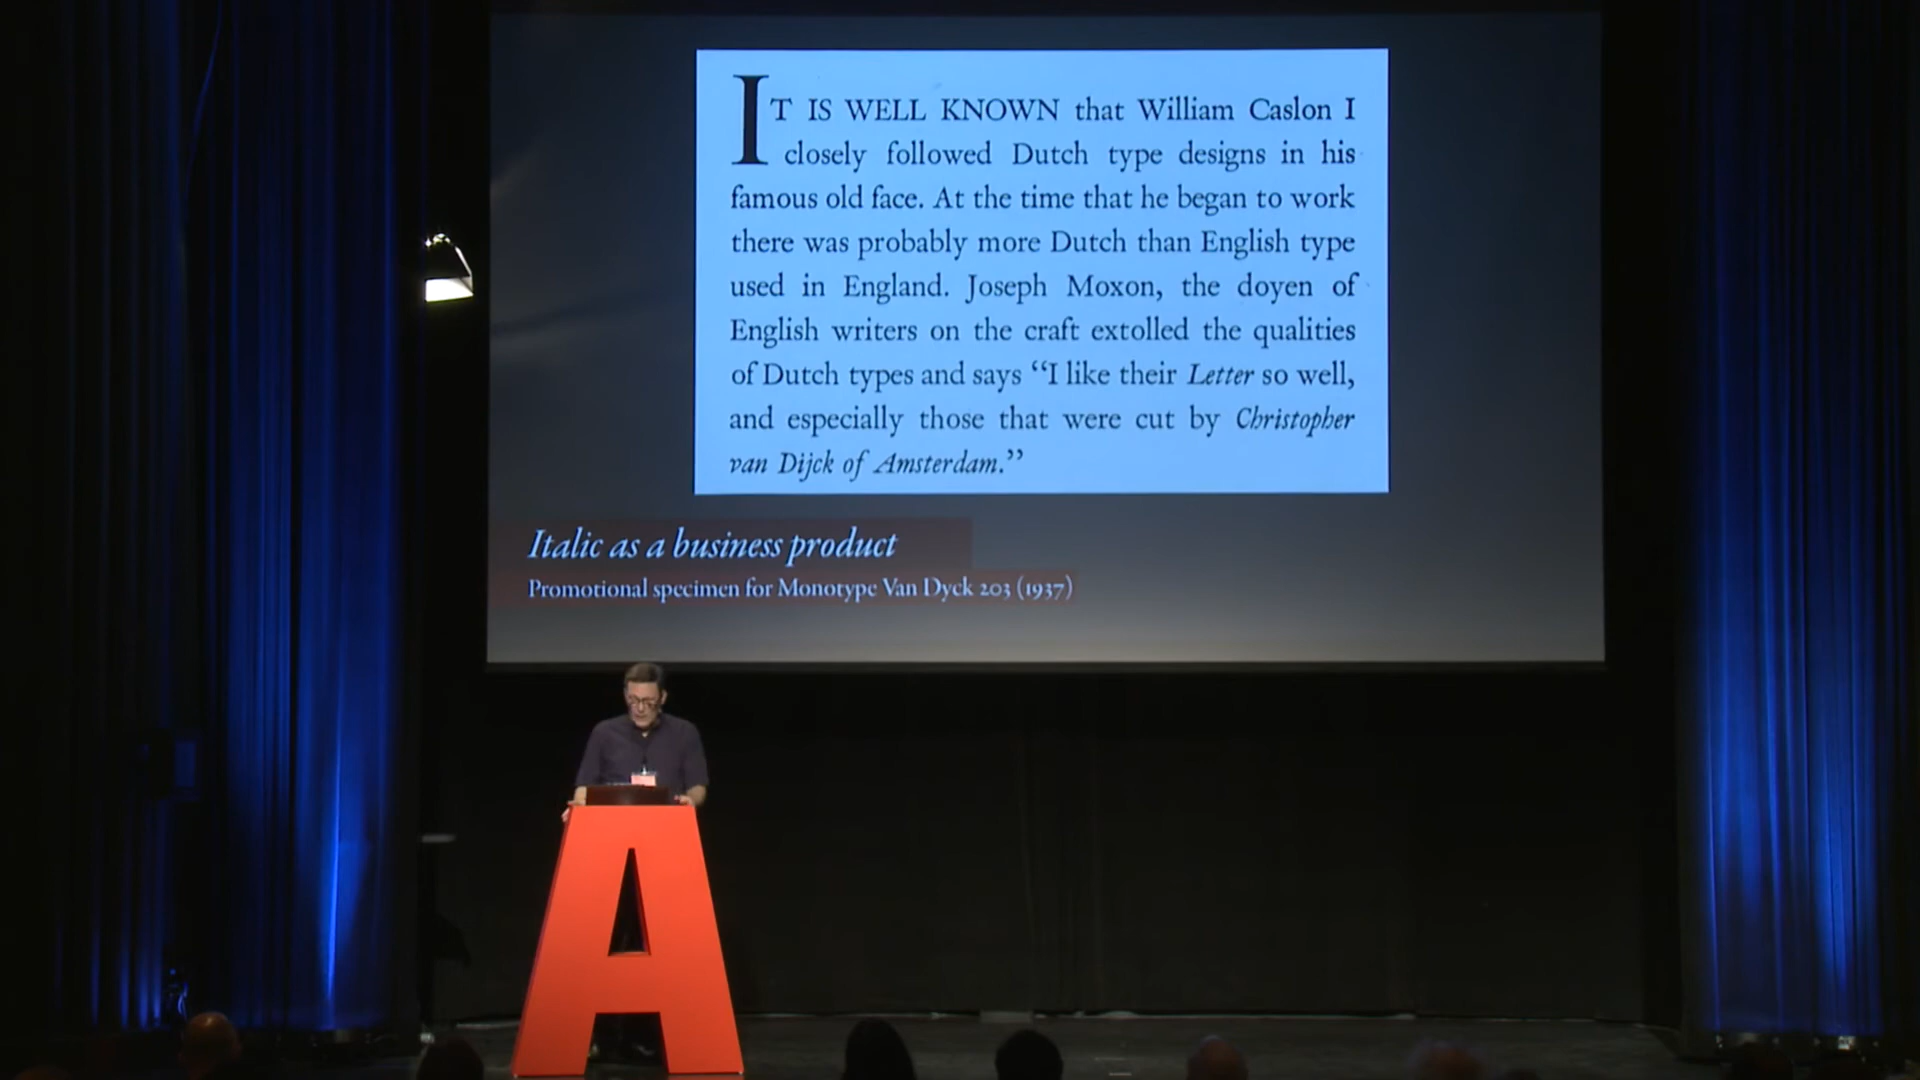 IT IS WELL KNOWN that William Caslon I
closely followed Dutch type designs in his
famous old face. At the time that he began to work
there was probably more Dutch than English type
used in England. Joseph Moxon, the doyen of
English writers on the craft extolled the qualities
of Dutch types and says “I like their Letter so well,
and especially those that were cut by Christopher
van Dijck of Amsterdam.”
Italic as a business product
Promotional specimen for Monotype Van Dyck 203 (1937)
A